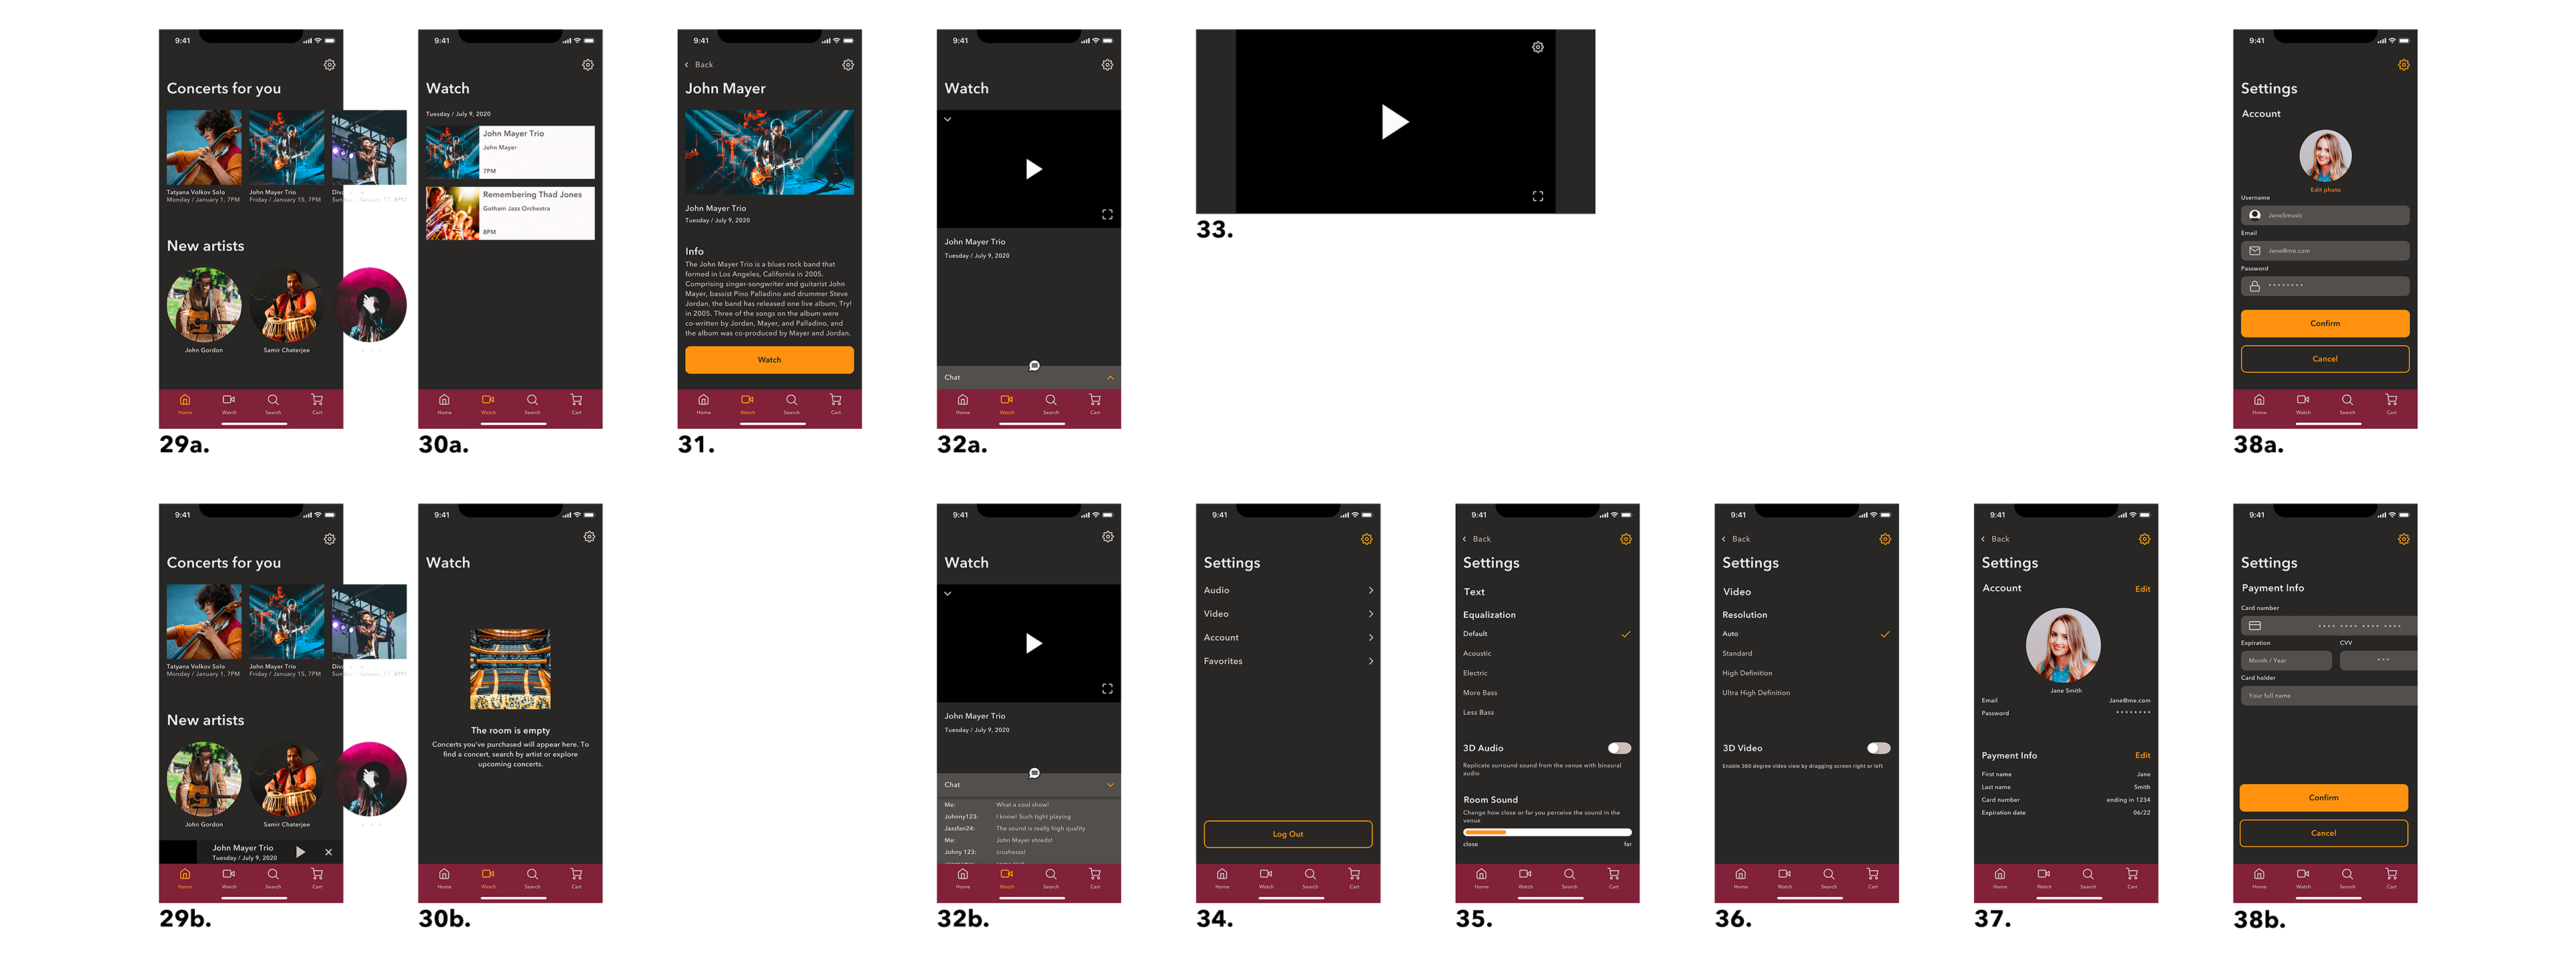 9:41
Concerts for you
Tatyana Volkov Solo
Monday / January 1, 7PM
John Mayer Trio
Friday / January 15, 7PM
New artists
John Gordon
Samir Chaterjee
Home
Watch
Search
Cart
29a.
9:41
Watch
Tuesday / July 9, 2020
John Mayer Trio
John Mayer
7PM
Remembering Thad Jones
Gotham Jazz Orchestra
8PM
Home
Watch
Search
Cart
30a.
9:41
Back
John Mayer
John Mayer Trio
Tuesday / July 9, 2020
Info
The John Mayer Trio is a blues rock band that
formed in Los Angeles, California in 2005.
Comprising singer-songwriter and guitarist John
Mayer, bassist Pino Palladino and drummer Steve
Jordan, the band has released one live album, Try!
in 2005. Three of the songs on the album were
co-written by Jordan, Mayer, and Palladino, and
the album was co-produced by Mayer and Jordan.
Watch
Home
Watch
Search
Cart
31.
9:41
Watch
John Mayer Trio
Tuesday / July 9, 2020
Chat
Home
Watch
Search
Cart
32a.
33.
9:41
Settings
Account
Edit photo
Username
JaneSmusic
Email
Jane@me.com
Password
Confirm
Cancel
Home
Watch
Search
Cart
38a.
9:41
Concerts for you
Tatyana Volkov Solo
Monday / January 1, 7PM
John Mayer Trio
Friday / January 15, 7PM
New artists
John Gordon
Samir Chaterjee
John Mayer Trio
Tuesday / July 9, 2020
Home
Watch
Search
Cart
29b.
9:41
Watch
The room is empty
Concerts you've purchased will appear here. To
find a concert, search by artist or explore
upcoming concerts.
Home
Watch
Search
Cart
30b.
9:41
Watch
John Mayer Trio
Tuesday / July 9, 2020
Chat
Me: What a cool show!
Johnny123: I know! Such tight playing
Jazzfan24: The sound is really high quality
Me: John Mayer shreds!
Johny 123: crushesss!
Home
Watch
Search
Cart
32b.
9:41
Settings
Audio
Video
Account
Favorites
Log Out
Home
Watch
Search
Cart
34.
9:41
Back
Settings
Text
Equalization
Default
Acoustic
Electric
More Bass
Less Bass
3D Audio
Replicate surround sound from the venue with binaural
audio
Room Sound
Change how close or far you perceive the sound in the
venue
close far
Home
Watch
Search
Cart
35.
9:41
Back
Settings
Video
Resolution
Auto
Standard
High Definition
Ultra High Definition
3D Video
Enable 360 degree video view by dragging screen right or left
Home
Watch
Search
Cart
36.
9:41
Back
Settings
Account Edit
Jane Smith
Email Jane@me.com
Password
Payment Info Edit
First name Jane
Last name Smith
Card number ending in 1234
Expiration date 06/22
Home
Watch
Search
Cart
37.
9:41
Settings
Payment Info
Card number
Expiration CVV
Month / Year
Card holder
Your full name
Confirm
Cancel
Home
Watch
Search
Cart
38b.